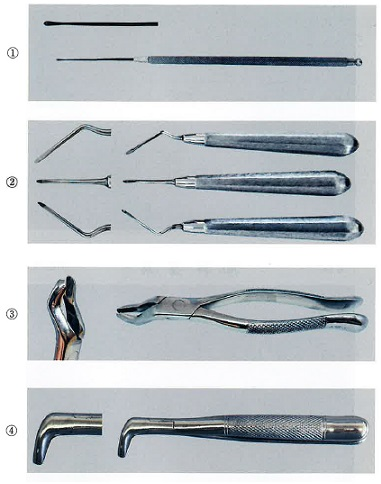 ①
②
③
④